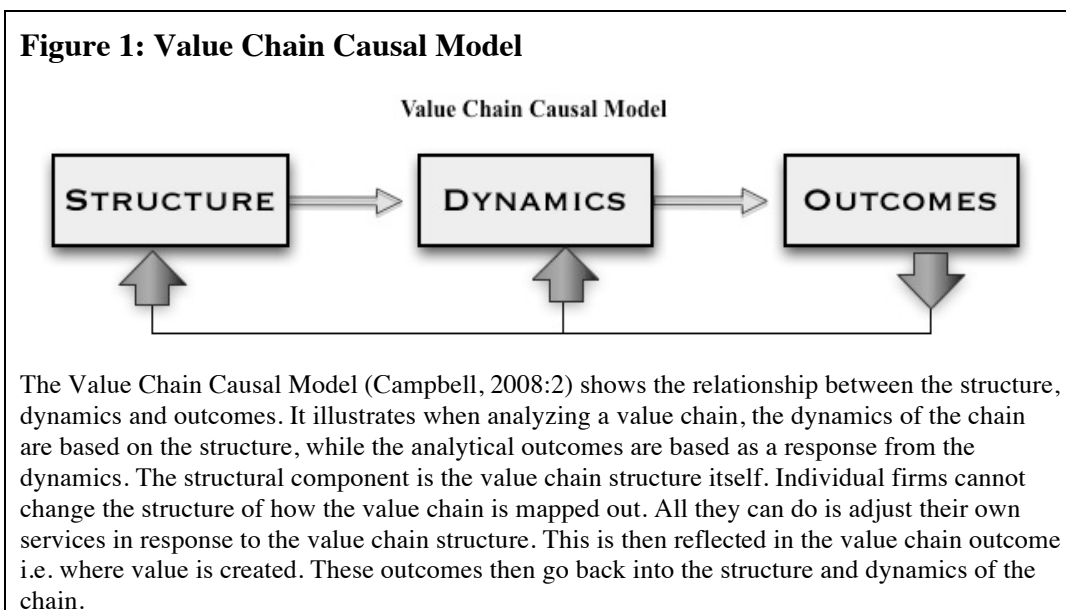 Figure 1: Value Chain Causal Model
Value Chain Causal Model
STRUCTURE
DYNAMICS
OUTCOMES
The Value Chain Causal Model (Campbell, 2008:2) shows the relationship between the structure,
dynamics and outcomes. It illustrates when analyzing a value chain, the dynamics of the chain
are based on the structure, while the analytical outcomes are based as a response from the
dynamics. The structural component is the value chain structure itself. Individual firms cannot
change the structure of how the value chain is mapped out. All they can do is adjust their own
services in response to the value chain structure. This is then reflected in the value chain outcome
i.e. where value is created. These outcomes then go back into the structure and dynamics of the
chain.